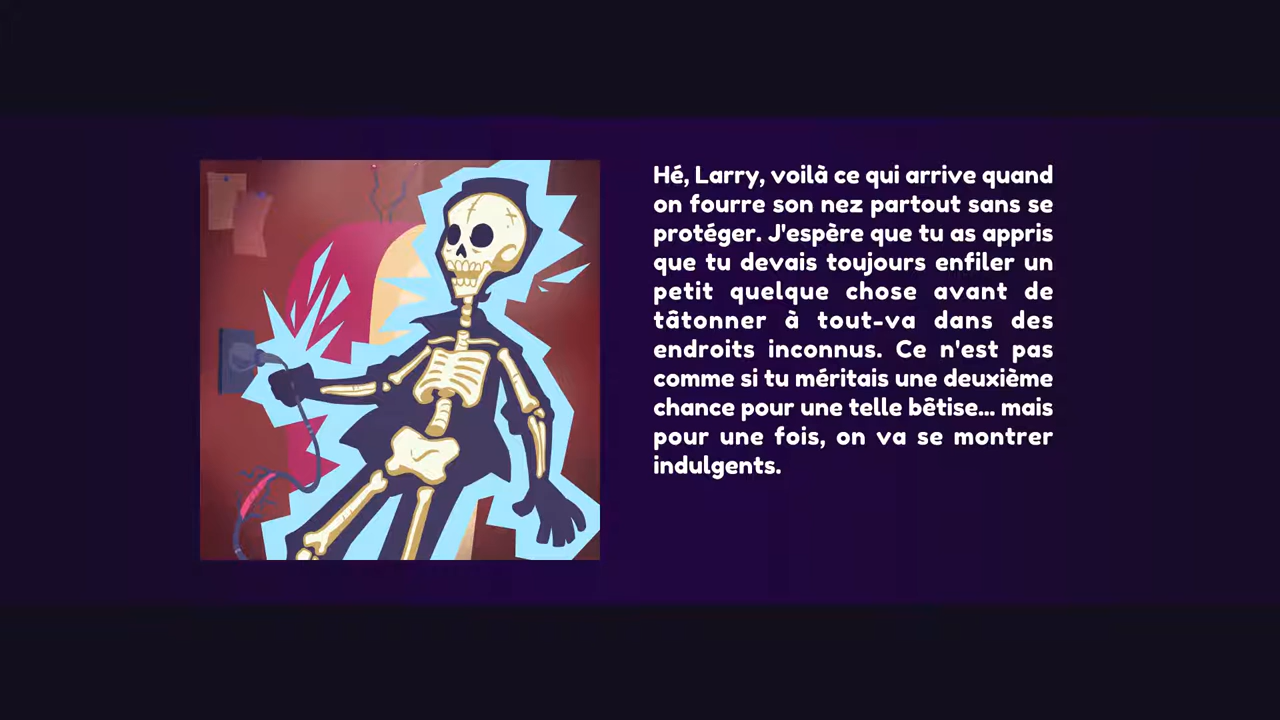 Hé, Larry, voilà ce qui arrive quand
on fourre son nez partout sans se
protéger. J'espère que tu as appris
que tu devais toujours enfiler un
petit quelque chose avant de
tâtonner à tout-va dans des
endroits inconnus. Ce n'est pas
comme si tu méritais une deuxième
chance pour une telle bêtise... mais
pour une fois, on va se montrer
indulgents.